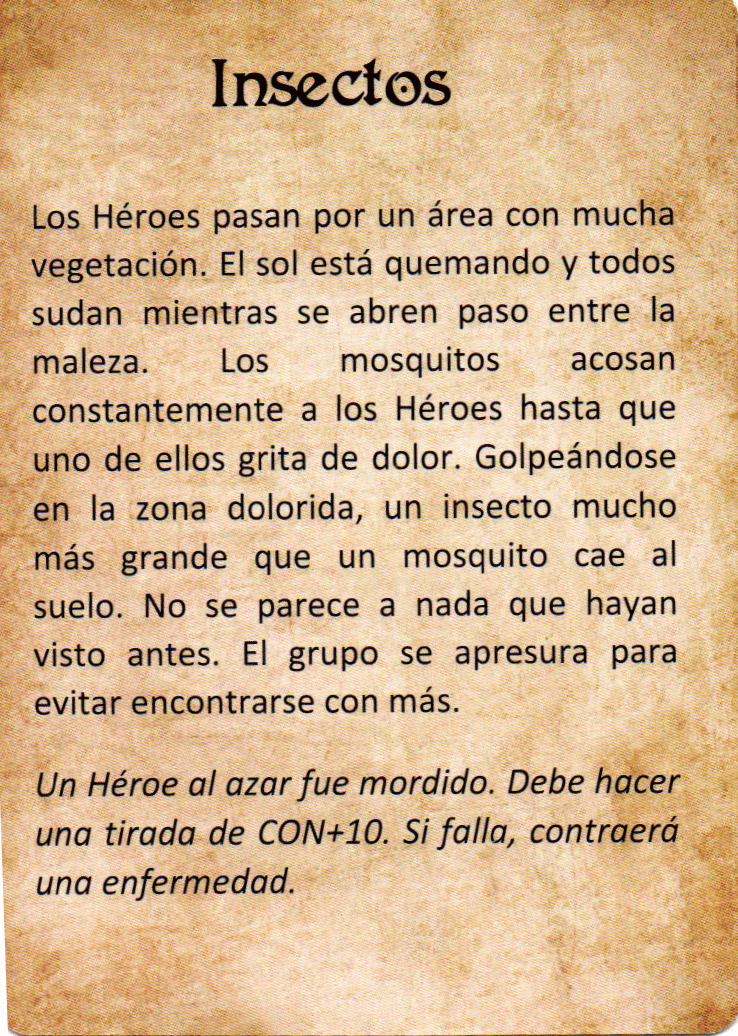 Insectos
Los Héroes pasan por un área con mucha
vegetación. El sol está quemando y todos
sudan mientras se abren paso entre la
maleza. Los mosquitos acosan
constantemente a los Héroes hasta que
uno de ellos grita de dolor. Golpeándose
en la zona dolorida, un insecto mucho
más grande que un mosquito cae al
suelo. No se parece a nada que hayan
visto antes. El grupo se apresura para
evitar encontrarse con más.
Un Héroe al azar fue mordido. Debe hacer
una tirada de CON+10. Si falla, contraerá
una enfermedad.